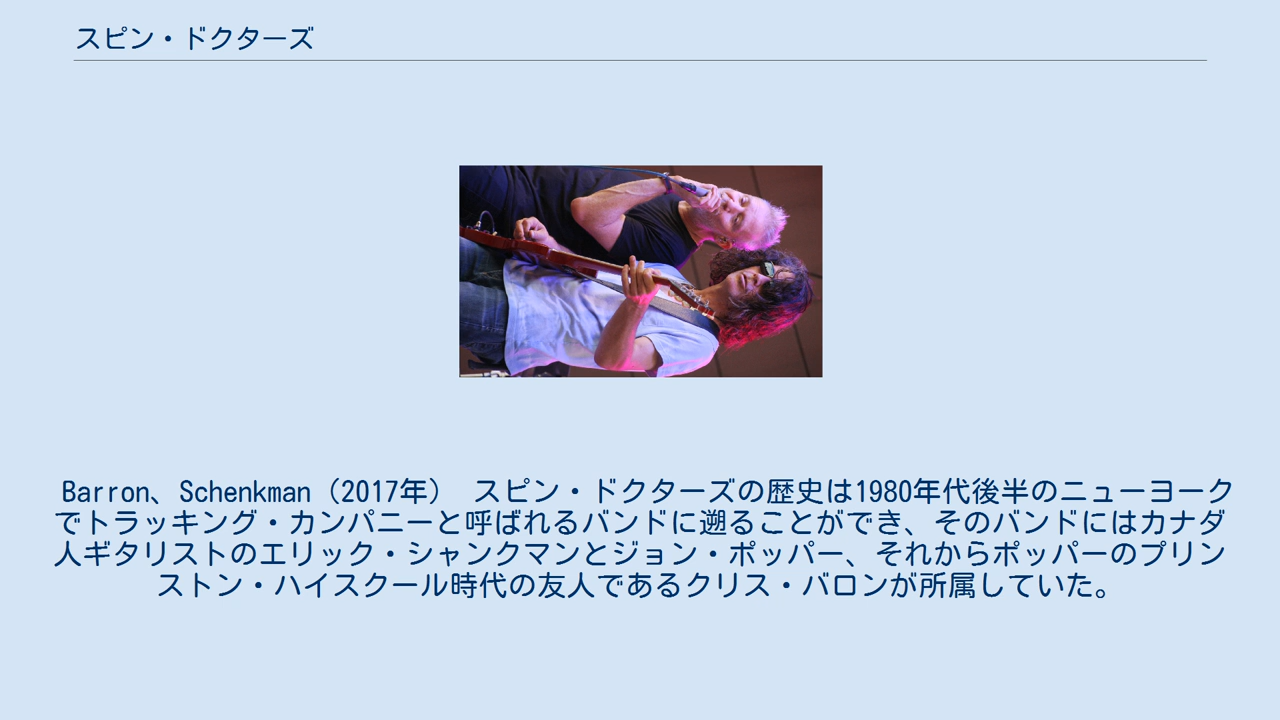 スピン・ドクターズ
Barron、Schenkman（2017年） スピン・ドクターズの歴史は1980年代後半のニューヨーク
でトラッキング・カンパニーと呼ばれるバンドに遡ることができ、そのバンドにはカナダ
人ギタリストのエリック・シャンクマンとジョン・ポッパー、それからポッパーのプリン
ストン・ハイスクール時代の友人であるクリス・バロンが所属していた。